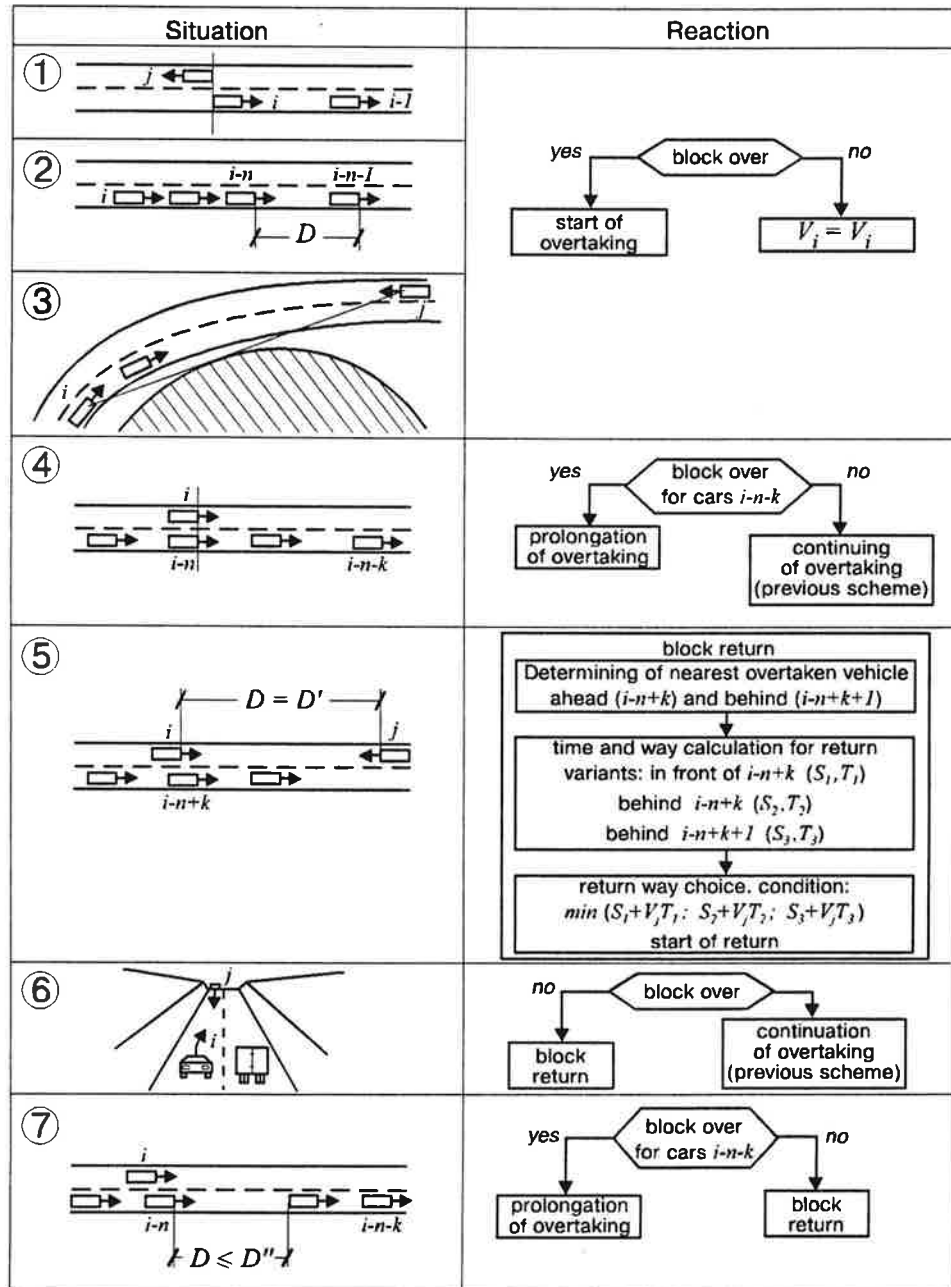 Situation
Reaction
①
j
i
i-1
②
i
i-n
i-n-1
D
③
i
j
block over
yes
no
start of
overtaking
V_i = V_i
④
i
i-n
i-n-k
yes
no
block over
for cars i-n-k
prolongation
of overtaking
continuing
of overtaking
(previous scheme)
⑤
D = D'
i
j
i-n+k
block return
Determining of nearest overtaken vehicle
ahead (i-n+k) and behind (i-n+k+1)
time and way calculation for return
variants: in front of i-n+k (S_1,T_1)
behind i-n+k (S_2,T_2)
behind i-n+k+1 (S_3,T_3)
return way choice. condition:
min (S_1+V_jT_1; S_2+V_jT_2; S_3+V_jT_3)
start of return
⑥
j
i
no
block over
block
return
continuation
of overtaking
(previous scheme)
⑦
i
i-n
i-n-k
D ≤ D''
yes
no
block over
for cars i-n-k
prolongation
of overtaking
block
return